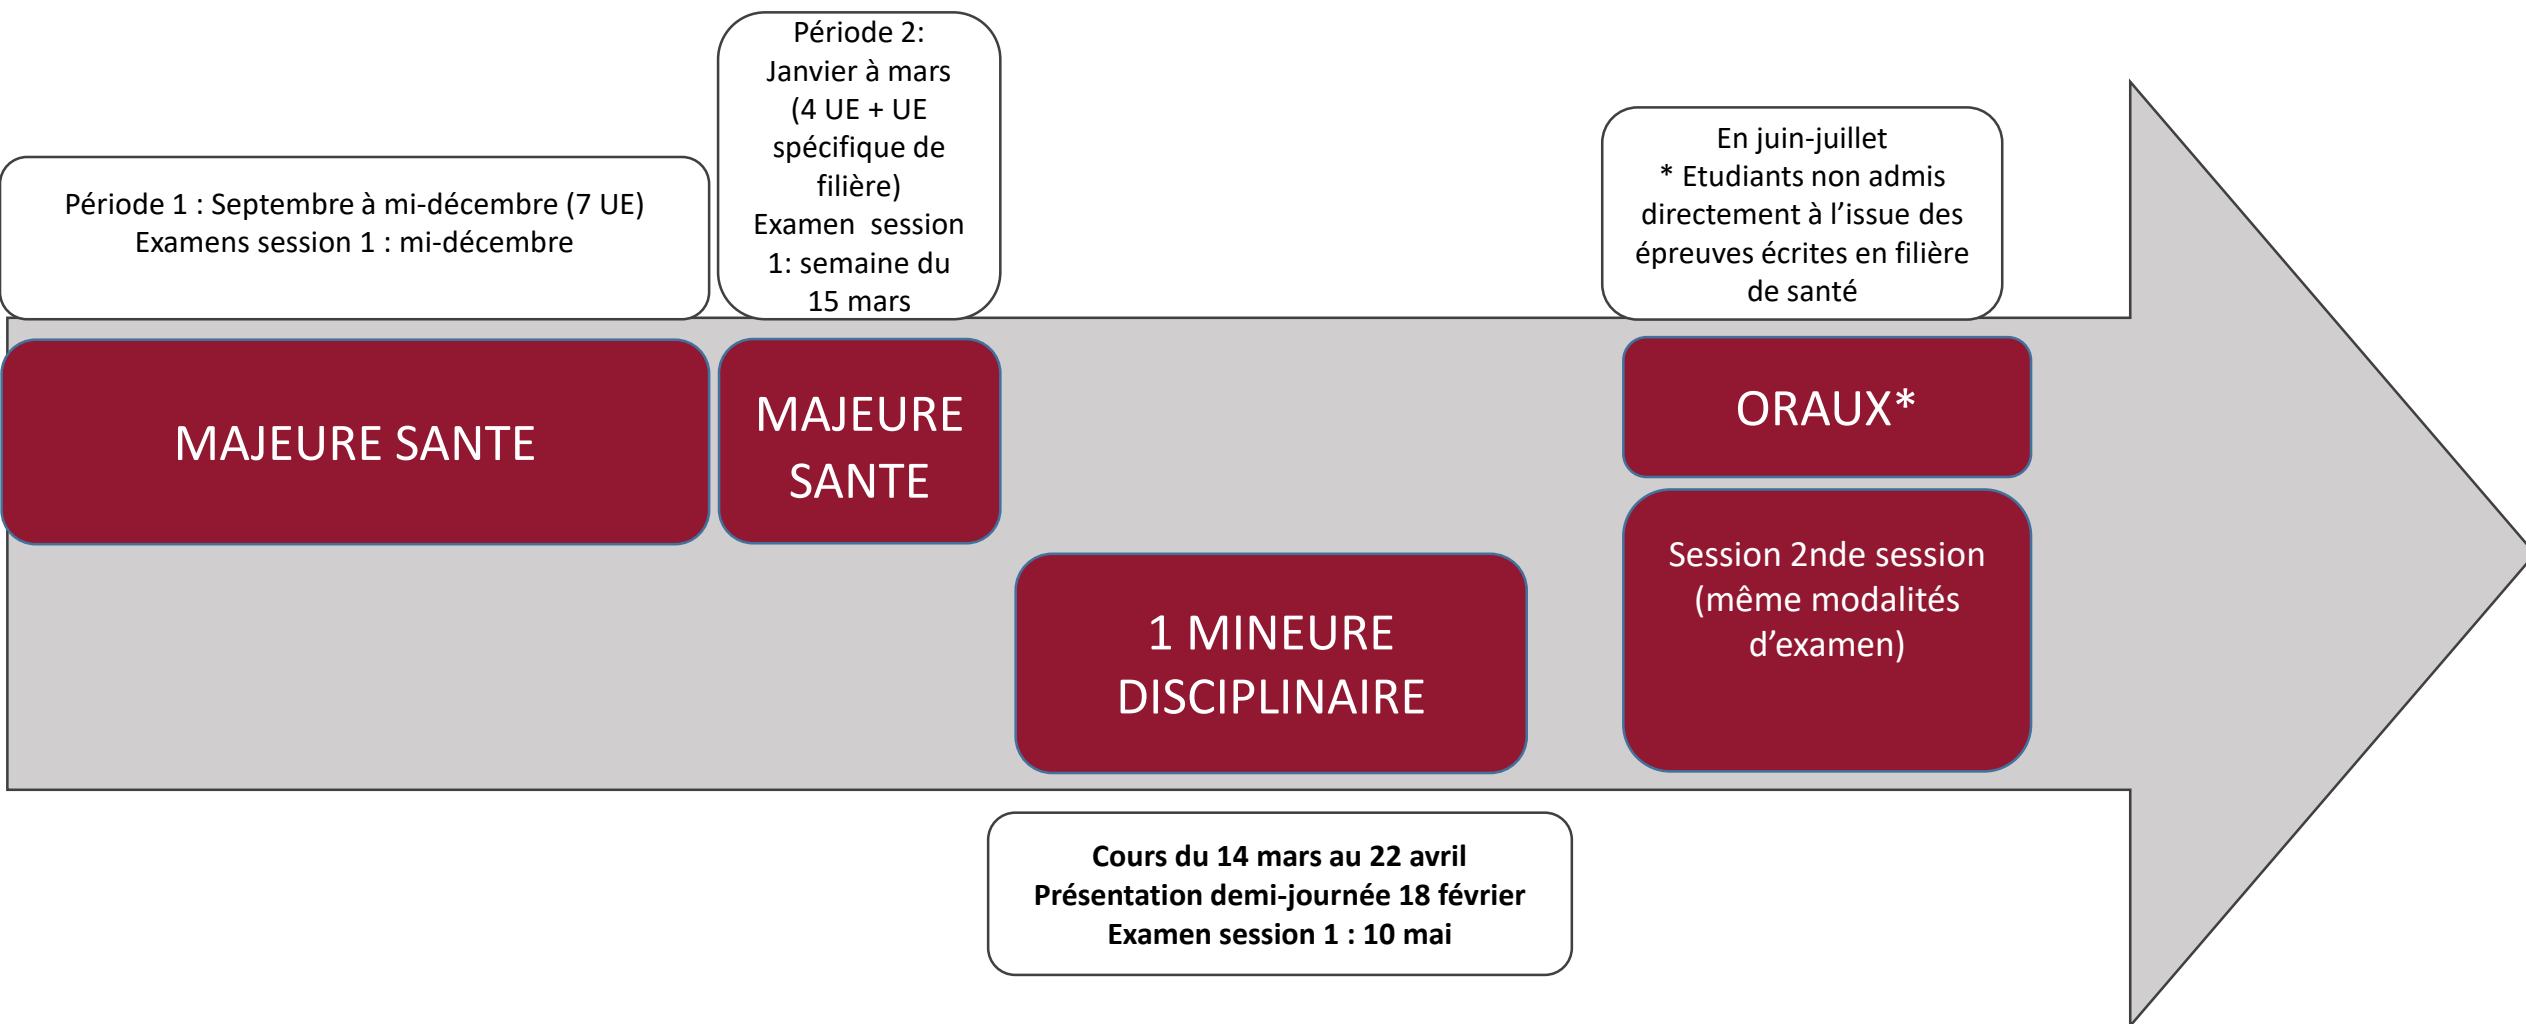 Période 1 : Septembre à mi-décembre (7 UE)
Examens session 1 : mi-décembre
Période 2:
Janvier à mars
(4 UE + UE
spécifique de
filière)
Examen  session
1: semaine du
15 mars
En juin-juillet
* Etudiants non admis
directement à l’issue des
épreuves écrites en filière
de santé
MAJEURE SANTE
MAJEURE
SANTE
ORAUX*
Session 2nde session
(même modalités
d’examen)
1 MINEURE
DISCIPLINAIRE
Cours du 14 mars au 22 avril
Présentation demi-journée 18 février
Examen session 1 : 10 mai